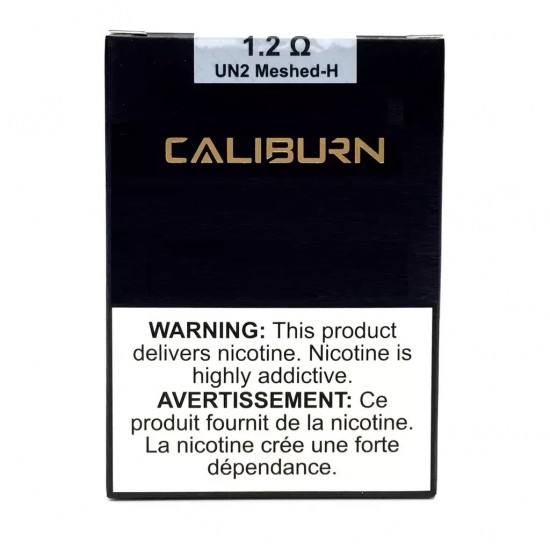 1.2 Ω
UN2 Meshed-H
CALIBURN
WARNING: This product
delivers nicotine. Nicotine is
highly addictive.
AVERTISSEMENT: Ce
produit fournit de la nicotine.
La nicotine crée une forte
dépendance.